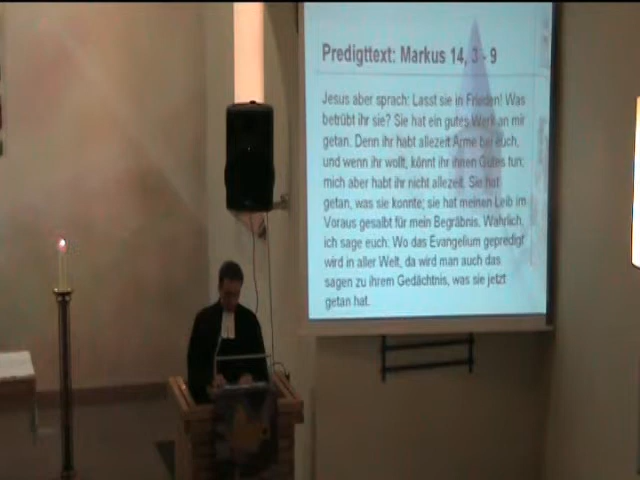 Predigttext: Markus 14, 3 - 9
Jesus aber sprach: Lasst sie in Frieden! Was
betrübt ihr sie? Sie hat ein gutes Werk an mir
getan. Denn ihr habt allezeit Arme bei euch,
und wenn ihr wollt, könnt ihr ihnen Gutes tun;
mich aber habt ihr nicht allezeit. Sie hat
getan, was sie konnte; sie hat meinen Leib im
Voraus gesalbt für mein Begräbnis. Wahrlich,
ich sage euch: Wo das Evangelium gepredigt
wird in aller Welt, da wird man auch das
sagen zu ihrem Gedächtnis, was sie jetzt
getan hat.